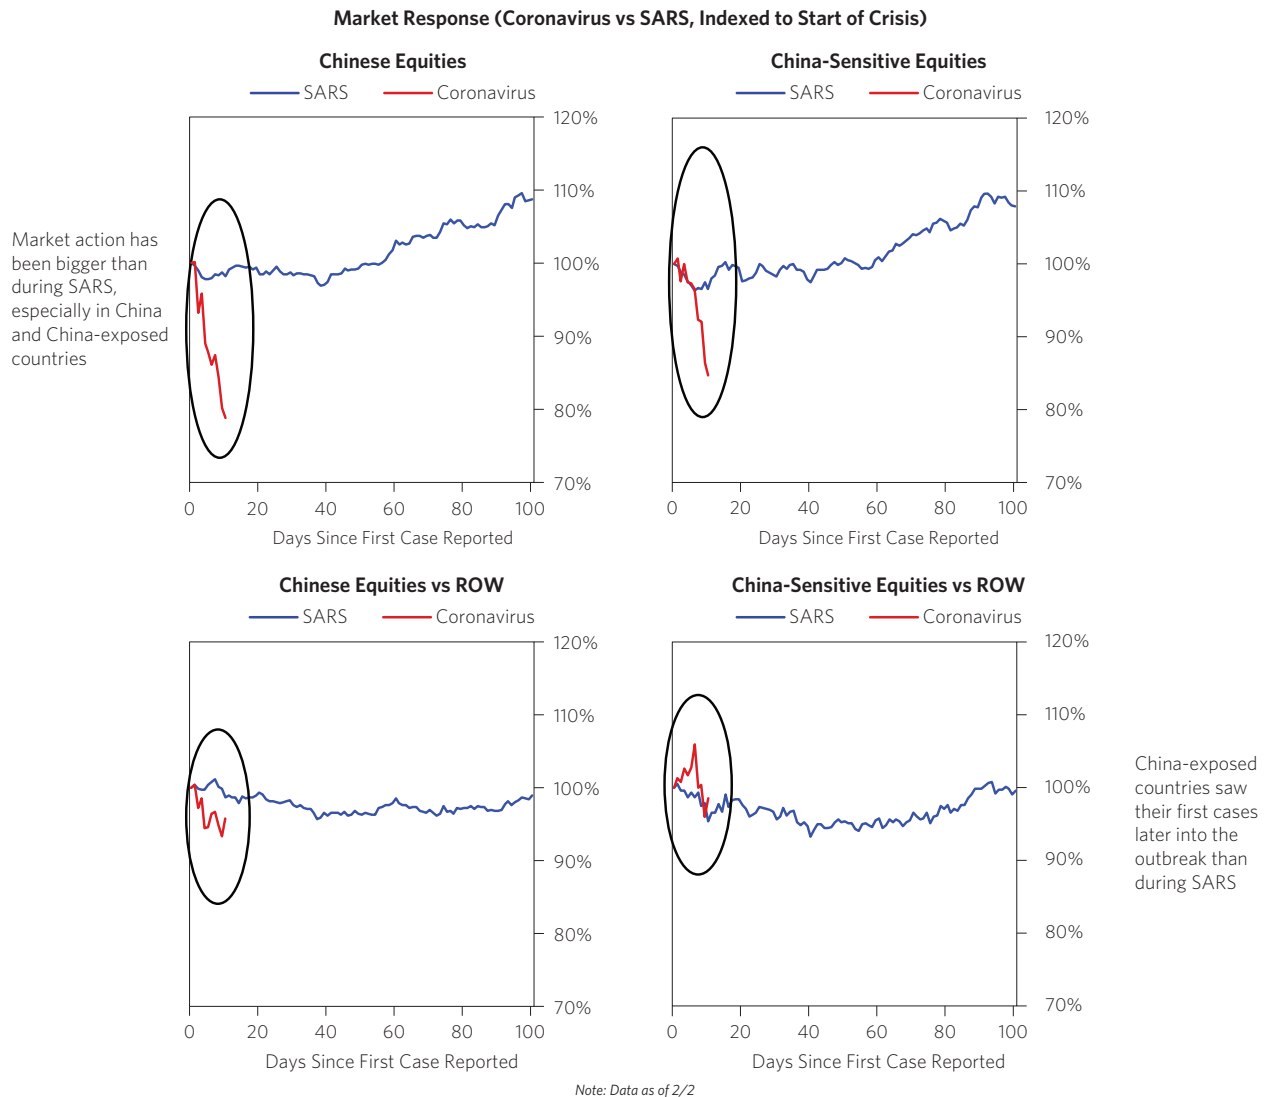 Market Response (Coronavirus vs SARS, Indexed to Start of Crisis)
Chinese Equities
SARS
Coronavirus
120%
110%
100%
90%
80%
70%
0
20
40
60
80
100
Days Since First Case Reported
Market action has
been bigger than
during SARS,
especially in China
and China-exposed
countries
China-Sensitive Equities
SARS
Coronavirus
120%
110%
100%
90%
80%
70%
0
20
40
60
80
100
Days Since First Case Reported
Chinese Equities vs ROW
SARS
Coronavirus
120%
110%
100%
90%
80%
70%
0
20
40
60
80
100
Days Since First Case Reported
China-Sensitive Equities vs ROW
SARS
Coronavirus
120%
110%
100%
90%
80%
70%
0
20
40
60
80
100
Days Since First Case Reported
China-exposed
countries saw
their first cases
later into the
outbreak than
during SARS
Note: Data as of 2/2